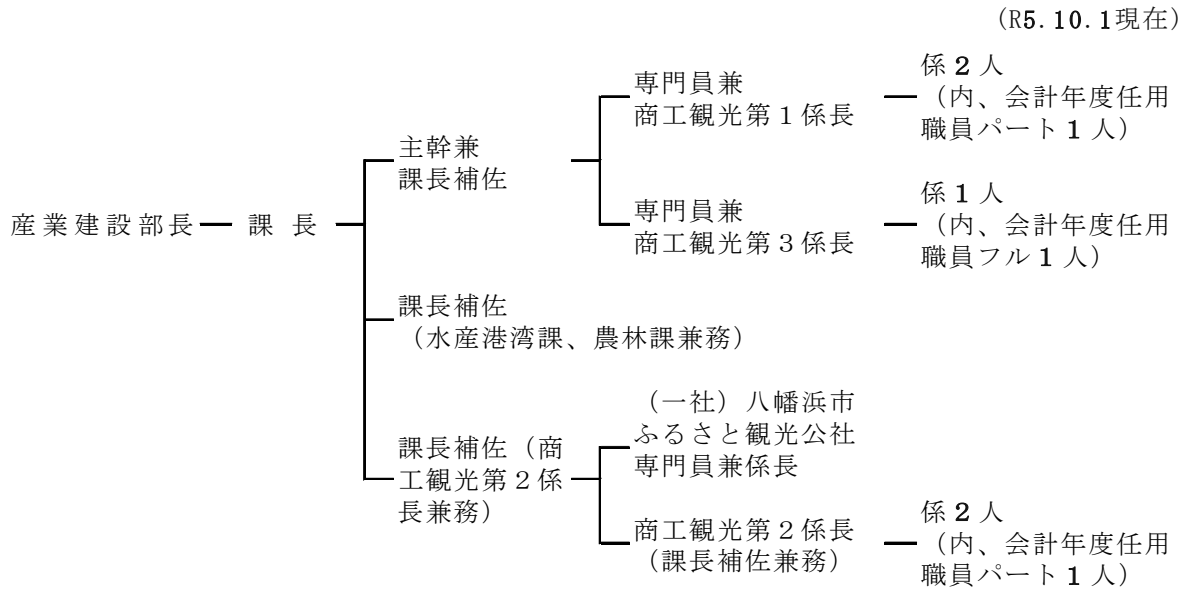 (R5.10.1現在)
産業建設部長
課 長
主幹兼
課長補佐
専門員兼
商工観光第1係長
係2人
（内、会計年度任用
職員パート1人）
専門員兼
商工観光第3係長
係1人
（内、会計年度任用
職員フル1人）
課長補佐
（水産港湾課、農林課兼務）
課長補佐（商
工観光第2係
長兼務）
（一社）八幡浜市
ふるさと観光公社
専門員兼係長
商工観光第2係長
（課長補佐兼務）
係2人
（内、会計年度任用
職員パート1人）